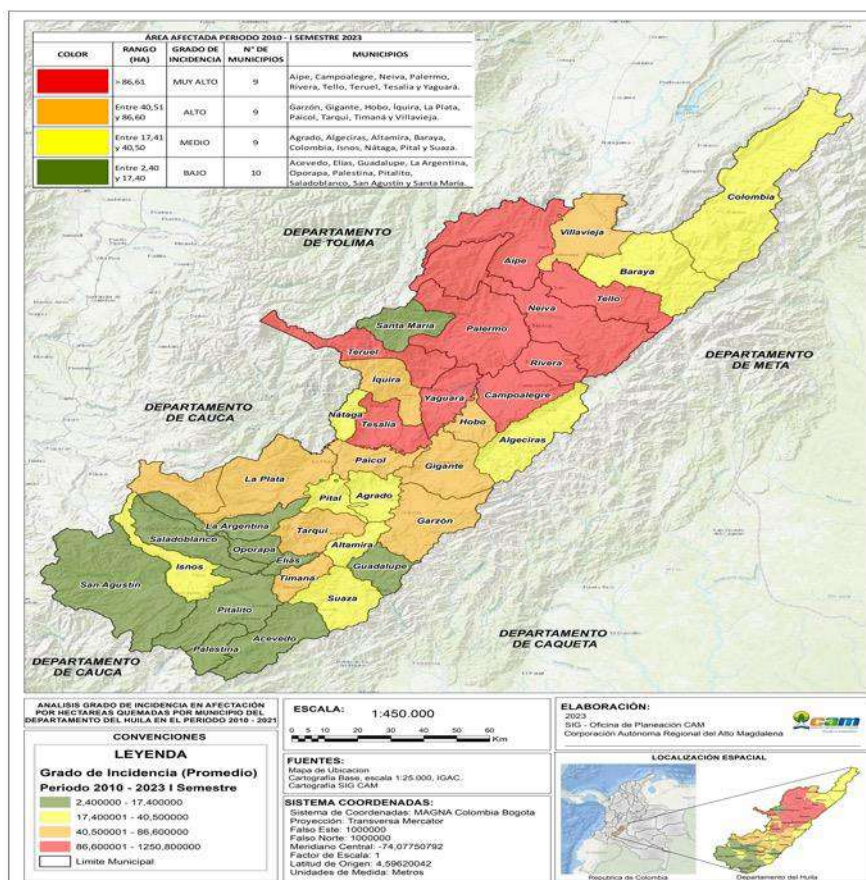 ÁREA AFECTADA PERIODO 2010 - I SEMESTRE 2023
COLOR RANGO (HA) GRADO DE INCIDENCIA N° DE MUNICIPIOS MUNICIPIOS
> 86,61 MUY ALTO 9 Aipe, Campoalegre, Neiva, Palermo,
Rivera, Tello, Teruel, Tesalia y Yaguará.
Entre 40,51 y 86,60 ALTO 9 Garzón, Gigante, Hobo, Íquira, La Plata,
Paicol, Tarqui, Timaná y Villavieja.
Entre 17,41 y 40,50 MEDIO 9 Agrado, Algeciras, Altamira, Baraya,
Colombia, Isnos, Nátaga, Pital y Suaza.
Entre 2,40 y 17,40 BAJO 10 Acevedo, Elías, Guadalupe, La Argentina,
Oporapa, Palestina, Pitalito,
Saladoblanco, San Agustín y Santa María.
Colombia
DEPARTAMENTO
DE TOLIMA
Villavieja
Aipe
Baraya
Tello
Neiva
Santa María
Palermo
DEPARTAMENTO
DE META
Teruel
Rivera
Íquira
Yaguará
Campoalegre
DEPARTAMENTO
DE CAUCA
Nátaga
Tesalia
Hobo
Algeciras
Paicol
Gigante
La Plata
Pital
Agrado
Garzón
La Argentina
Tarqui
Saladoblanco
Oporapa
Altamira
Elías
Guadalupe
Isnos
Timaná
San Agustín
Suaza
Pitalito
Acevedo
Palestina
DEPARTAMENTO
DE CAQUETA
DEPARTAMENTO
DE CAUCA
ANALISIS GRADO DE INCIDENCIA EN AFECTACIÓN
POR HECTAREAS QUEMADAS POR MUNICIPIO DEL
DEPARTAMENTO DEL HUILA EN EL PERIODO 2010 - 2021
CONVENCIONES
LEYENDA
Grado de Incidencia (Promedio)
Periodo 2010 - 2023 I Semestre
2,400000 - 17,400000
17,400001 - 40,500000
40,500001 - 86,600000
86,600001 - 1250,800000
Limite Municipal
ESCALA: 1:450.000
0 5 10 20 30 40 50 60
Km
FUENTES:
Mapa de Ubicacion
Cartografía Base, escala 1:25.000, IGAC.
Cartografía SIG CAM
SISTEMA COORDENADAS:
Sistema de Coordenadas: MAGNA Colombia Bogota
Proyección: Transversa Mercator
Falso Este: 1000000
Falso Norte: 1000000
Meridiano Central: -74,07750792
Factor de Escala: 1
Latitud de Origen: 4,59620042
Unidades de Medida: Metros
ELABORACIÓN:
2023
SIG - Oficina de Planeación CAM
Corporación Autónoma Regional del Alto Magdalena
cam
LOCALIZACIÓN ESPACIAL
Republica de Colombia
Departamento del Huila